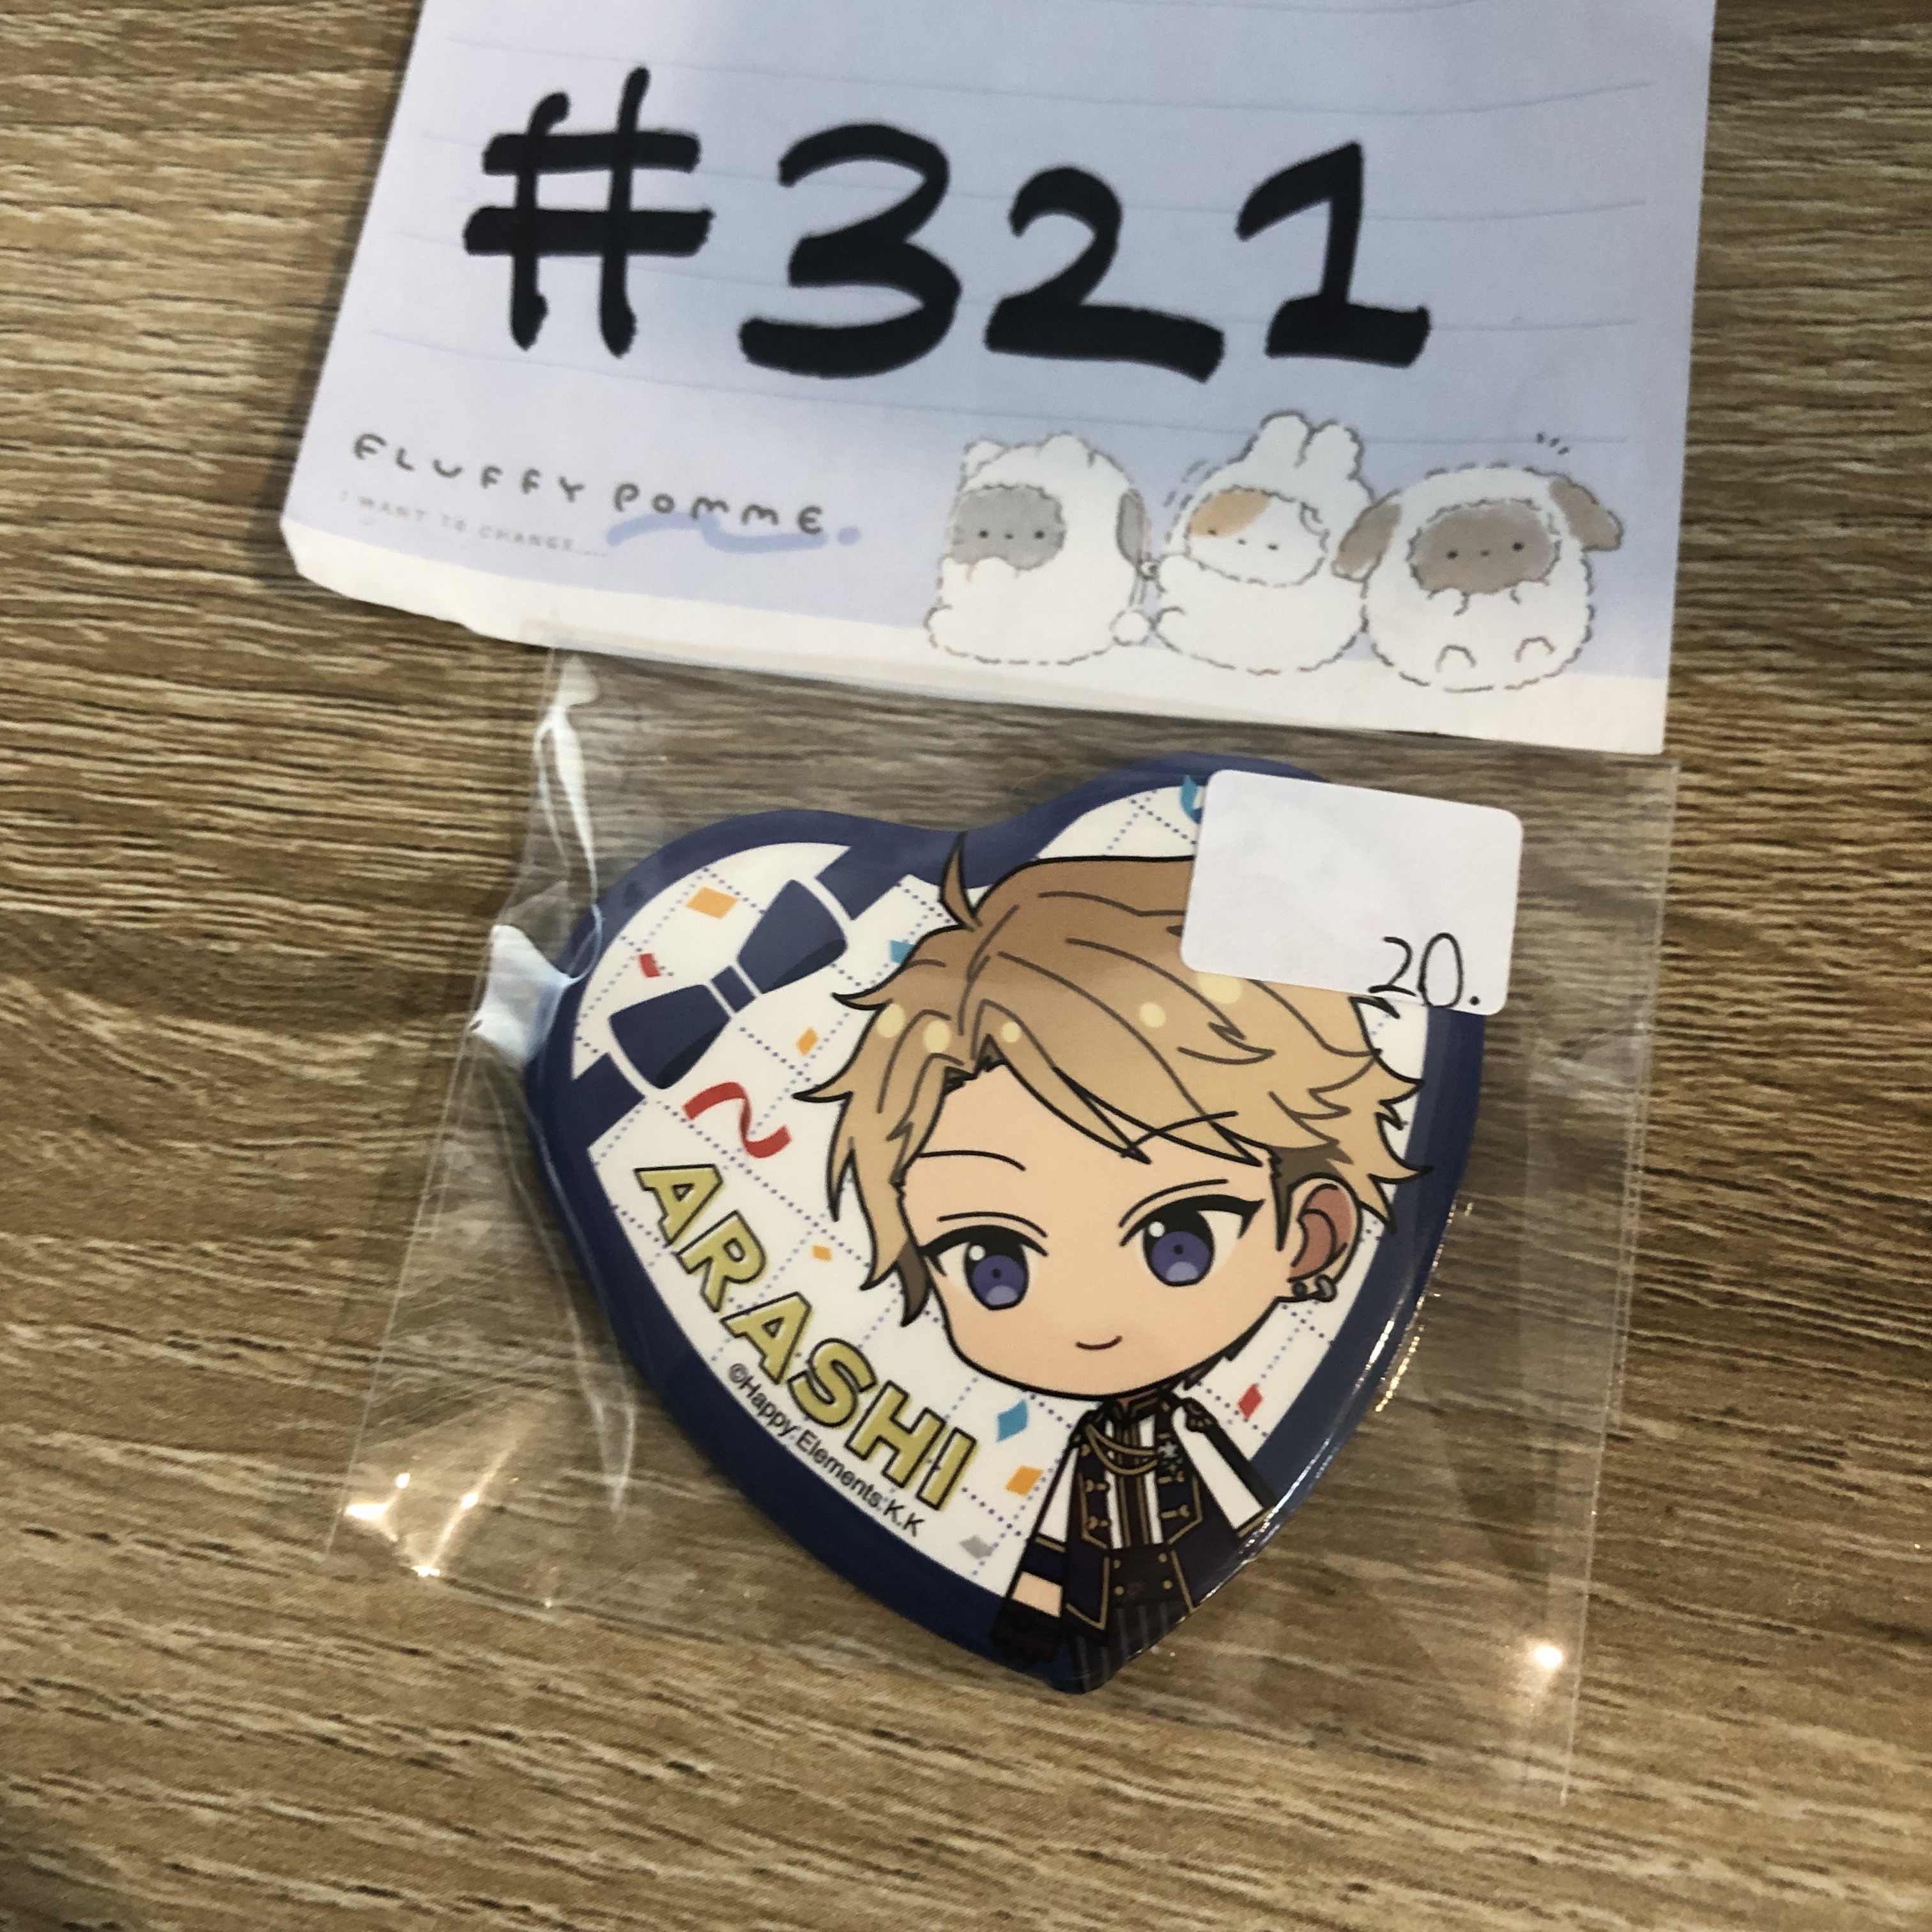 #321
FLUFFY POMME.
I WANT TO CHANGE....
20.
ARASHI
©Happy Elements K.K